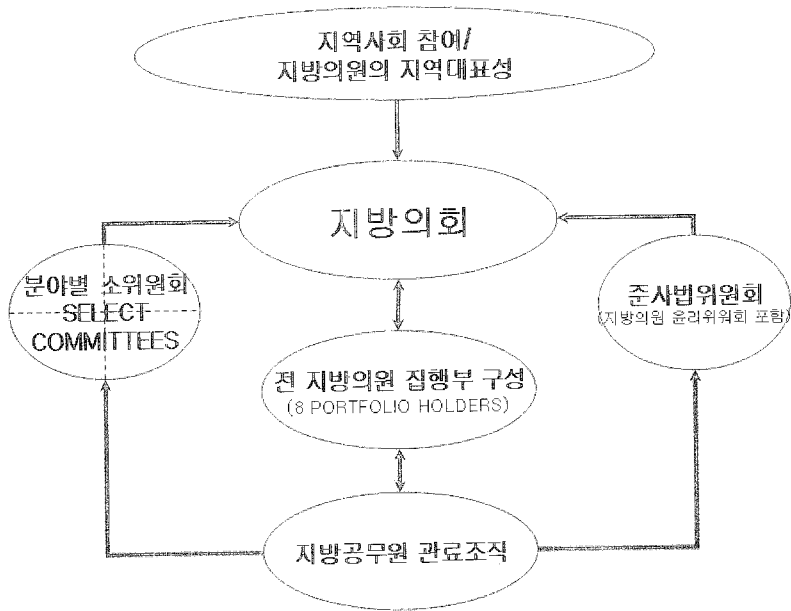 지역사회 참여/
지방의원의 지역대표성
지방의회
분야별 소위원회
SELECT
COMMITTEES
준사법위원회
(지방의원 윤리위워회 포함)
전 지방의원 집행부 구성
(8 PORTFOLIO HOLDERS)
지방공무원 관료조직